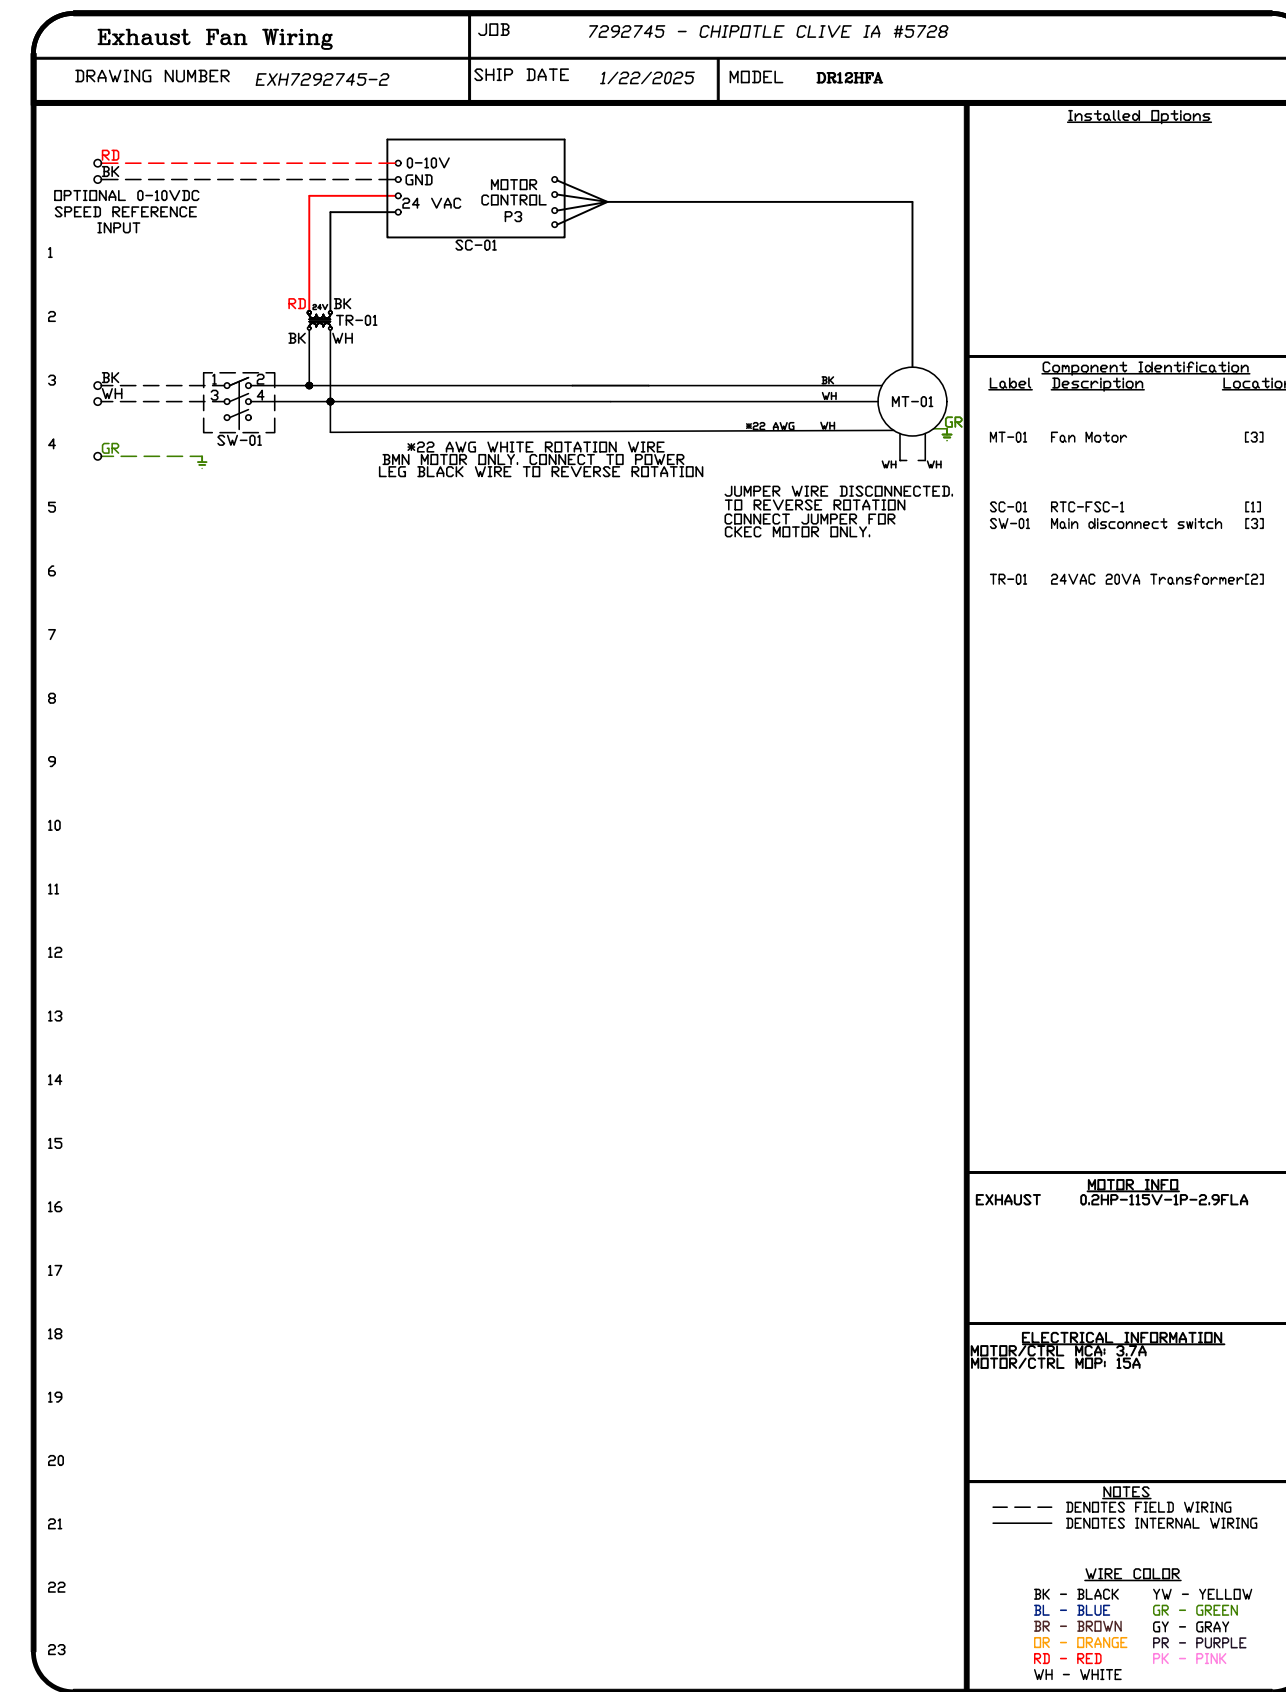 Exhaust Fan Wiring
JOB 7292745 - CHIPOTLE CLIVE IA #5728
DRAWING NUMBER EXH7292745-2
SHIP DATE 1/22/2025
MODEL DR12HFA
RD
BK
OPTIONAL 0-10VDC
SPEED REFERENCE
INPUT
0-10V
GND
24 VAC
MOTOR
CONTROL
P3
SC-01
RD 24V BK
TR-01
BK WH
BK
WH
1 2
3 4
SW-01
GR
BK
WH
*22 AWG WH
MT-01
GR
WH WH
*22 AWG WHITE ROTATION WIRE
BMN MOTOR ONLY. CONNECT TO POWER
LEG BLACK WIRE TO REVERSE ROTATION
JUMPER WIRE DISCONNECTED.
TO REVERSE ROTATION
CONNECT JUMPER FOR
CKEC MOTOR ONLY.
1
2
3
4
5
6
7
8
9
10
11
12
13
14
15
16
17
18
19
20
21
22
23
Installed Options
Component Identification
Label Description Location
MT-01 Fan Motor [3]
SC-01 RTC-FSC-1 [1]
SW-01 Main disconnect switch [3]
TR-01 24VAC 20VA Transformer[2]
MOTOR INFO
EXHAUST 0.2HP-115V-1P-2.9FLA
ELECTRICAL INFORMATION
MOTOR/CTRL MCA: 3.7A
MOTOR/CTRL MOP: 15A
NOTES
DENOTES FIELD WIRING
DENOTES INTERNAL WIRING
WIRE COLOR
BK - BLACK YW - YELLOW
BL - BLUE GR - GREEN
BR - BROWN GY - GRAY
OR - ORANGE PR - PURPLE
RD - RED PK - PINK
WH - WHITE